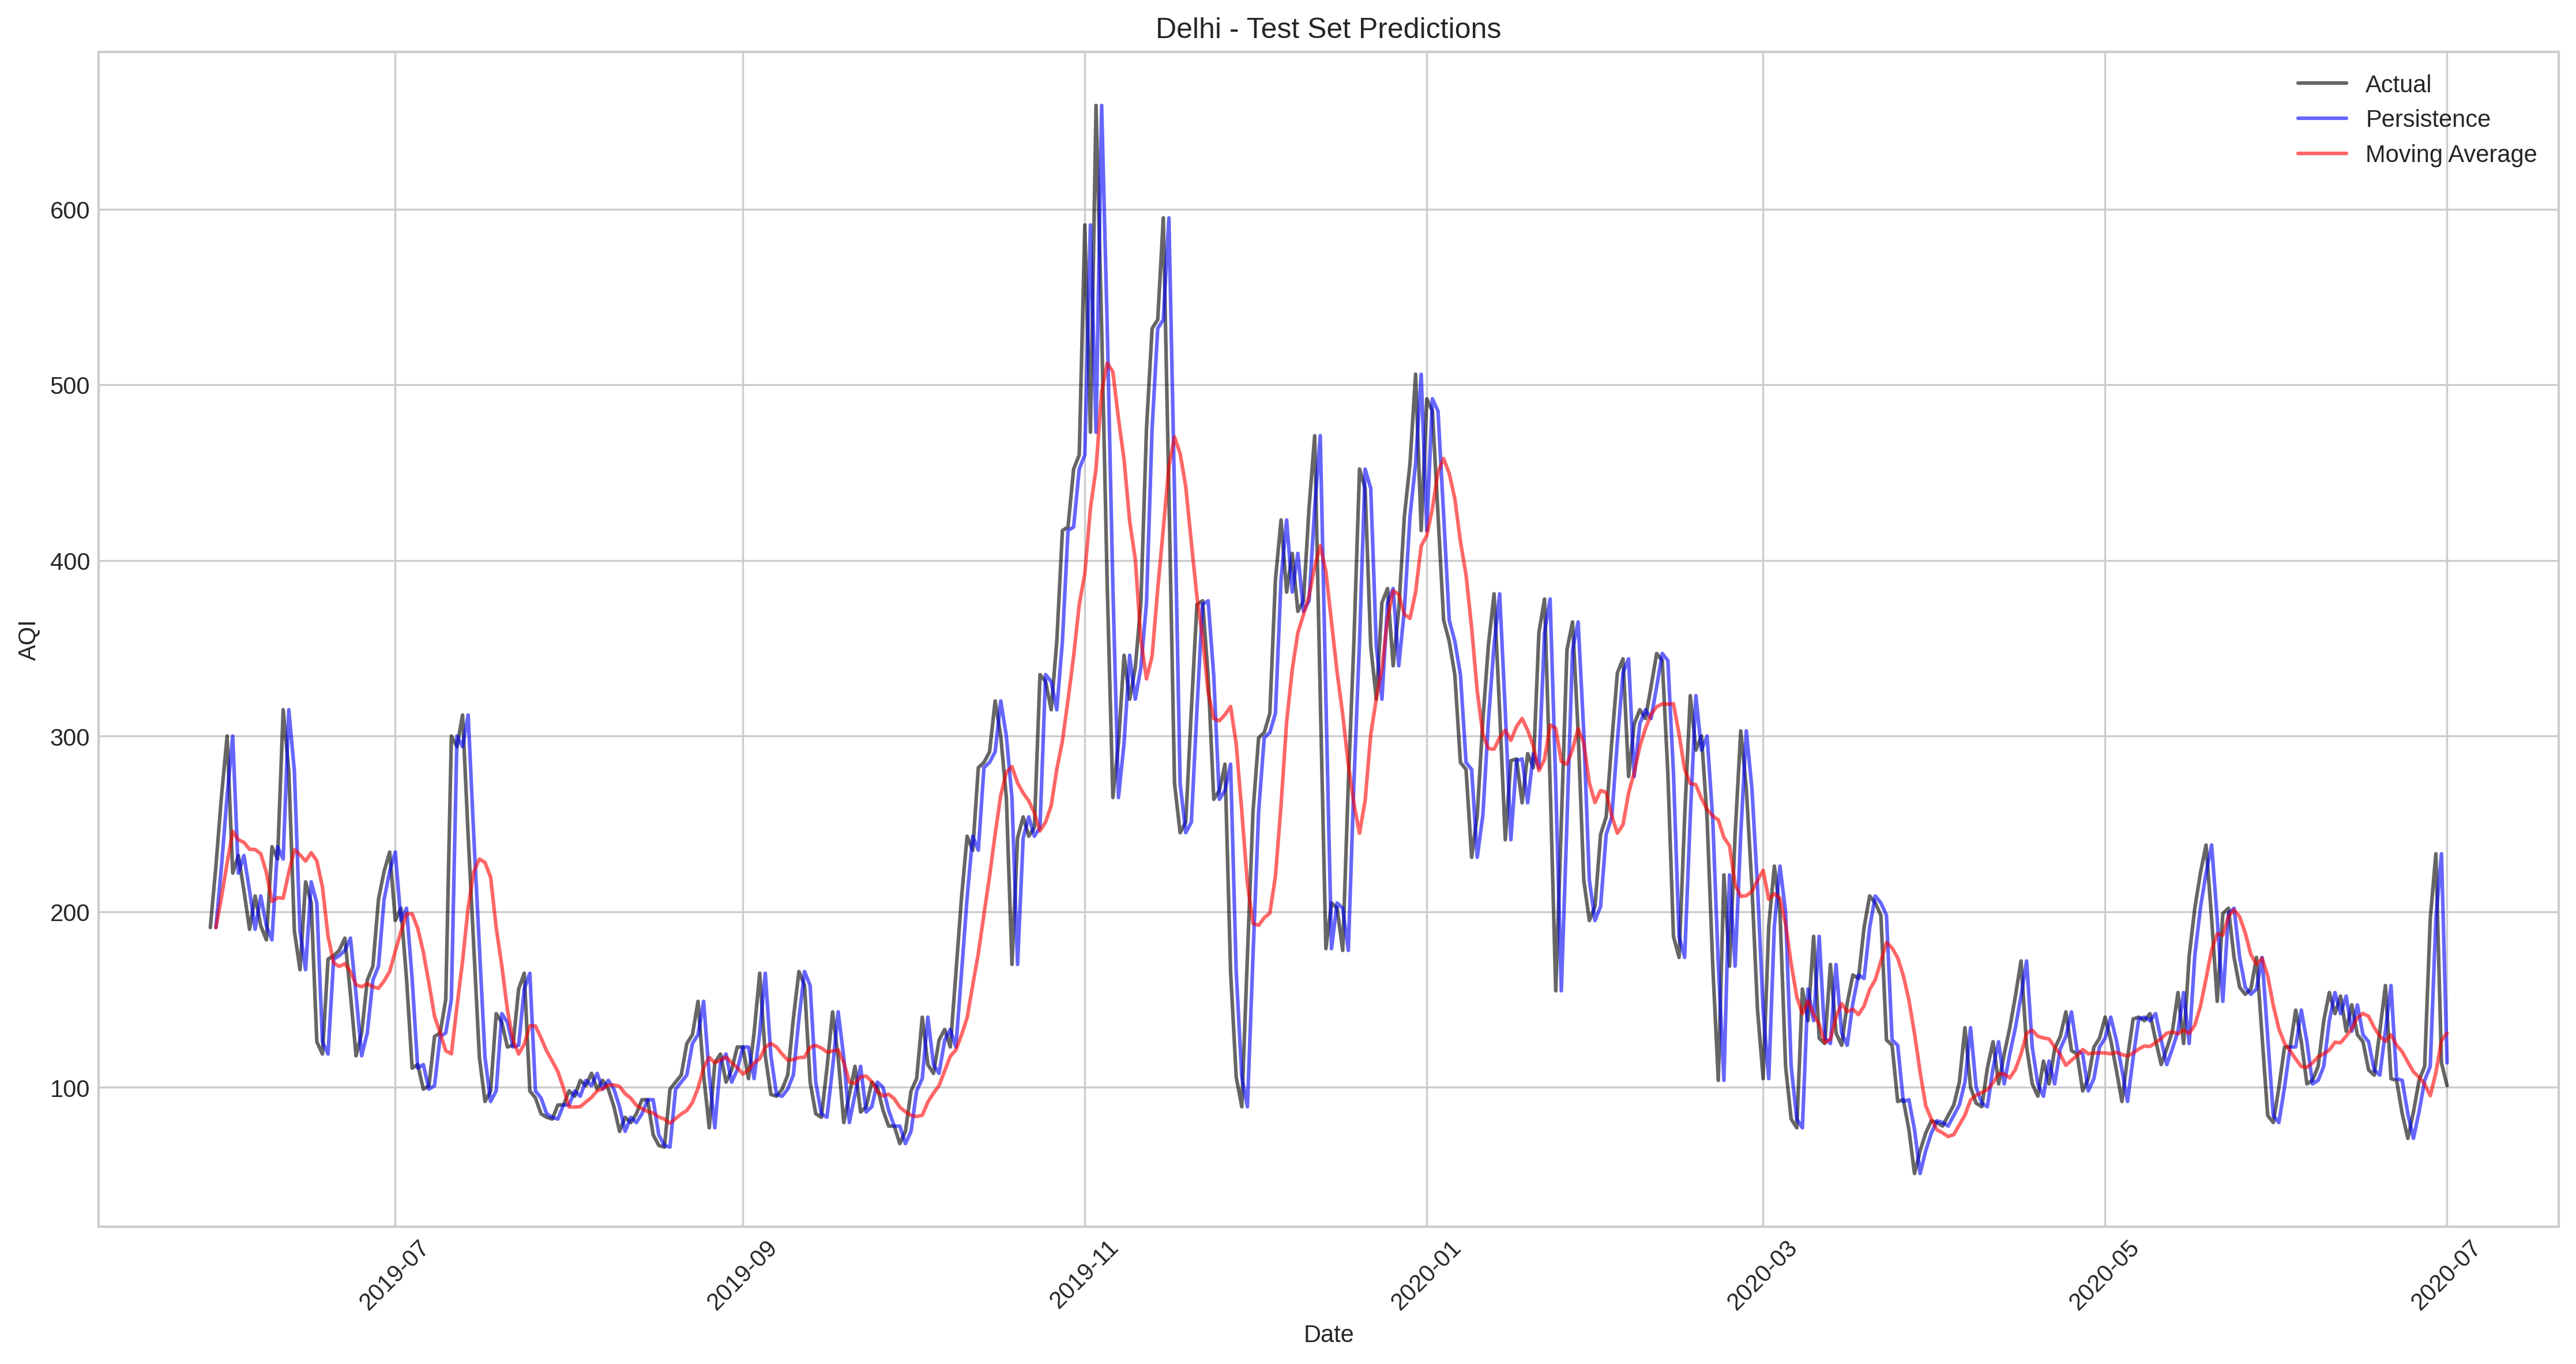 Delhi - Test Set Predictions
Actual
Persistence
Moving Average
600
500
400
300
200
100
AQI
2019-07
2019-09
2019-11
2020-01
2020-03
2020-05
2020-07
Date